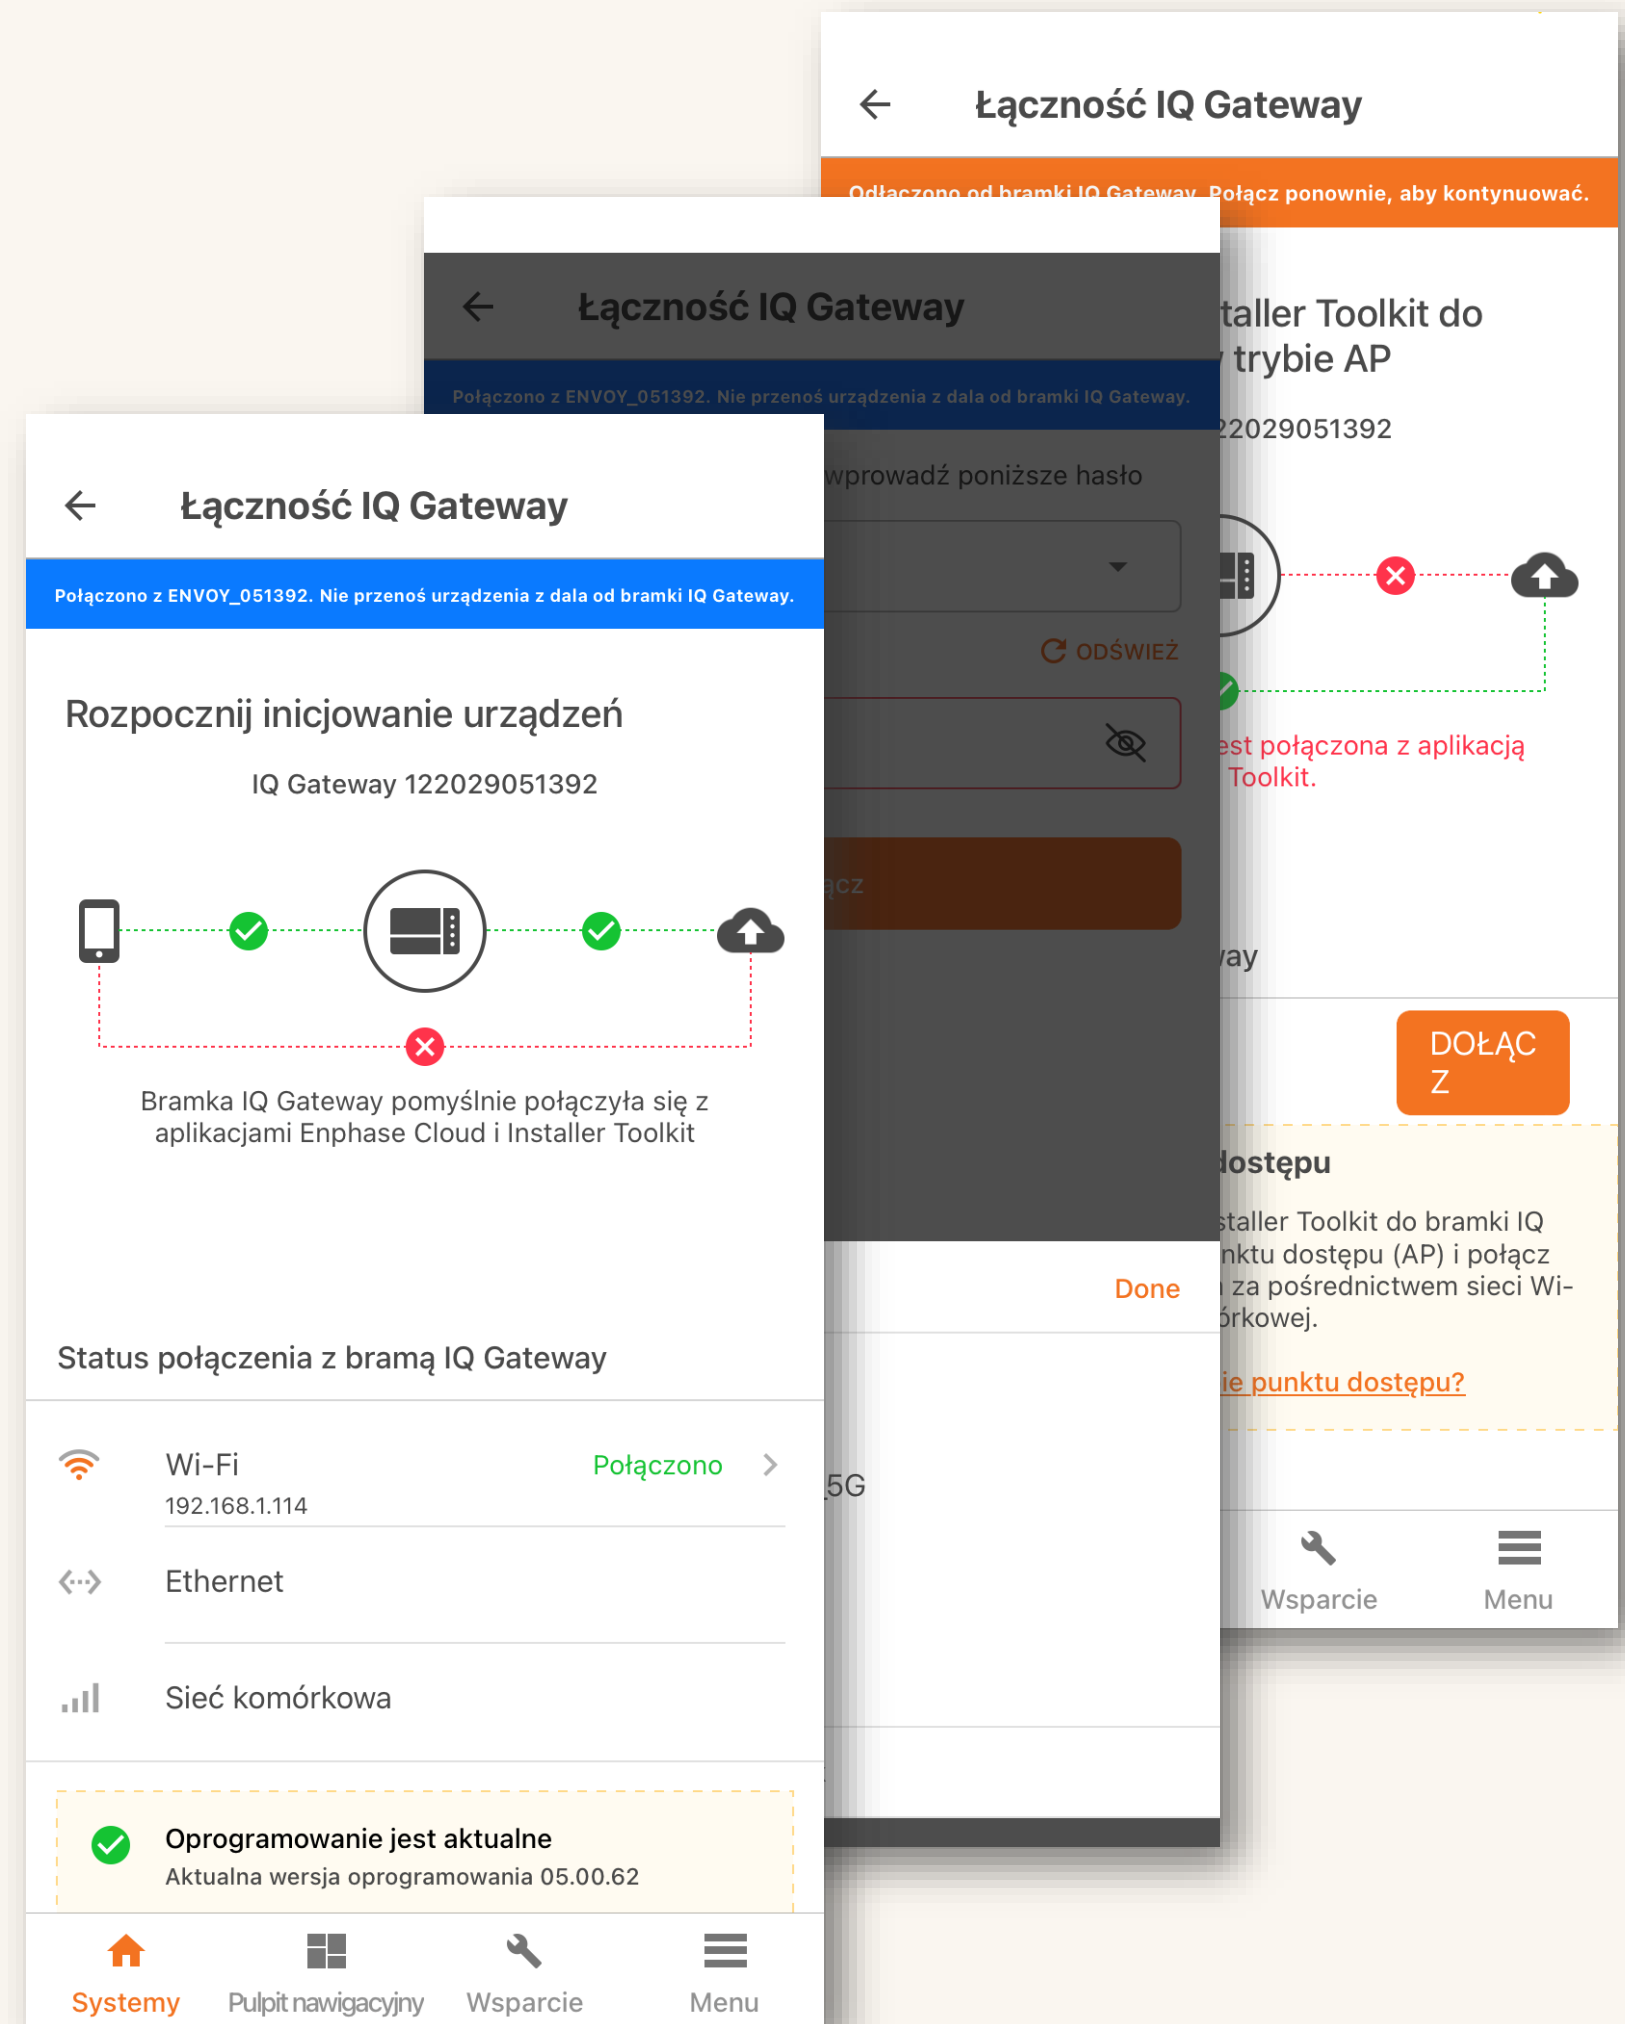 Łączność IQ Gateway
Odłączono od bramki IQ Gateway. Połącz ponownie, aby kontynuować.
taller Toolkit do
trybie AP
22029051392
est połączona z aplikacją
Toolkit.
way
DOŁĄC
Z
dostępu
staller Toolkit do bramki IQ
nktu dostępu (AP) i połącz
za pośrednictwem sieci Wi-
órkowej.
ie punktu dostępu?
Wsparcie
Menu
Łączność IQ Gateway
Połączono z ENVOY_051392. Nie przenoś urządzenia z dala od bramki IQ Gateway.
wprowadź poniższe hasło
ODŚWIEŻ
ącz
Done
_5G
Łączność IQ Gateway
Połączono z ENVOY_051392. Nie przenoś urządzenia z dala od bramki IQ Gateway.
Rozpocznij inicjowanie urządzeń
IQ Gateway 122029051392
Bramka IQ Gateway pomyślnie połączyła się z
aplikacjami Enphase Cloud i Installer Toolkit
Status połączenia z bramą IQ Gateway
Wi-Fi Połączono
192.168.1.114
Ethernet
Sieć komórkowa
Oprogramowanie jest aktualne
Aktualna wersja oprogramowania 05.00.62
Systemy
Pulpit nawigacyjny
Wsparcie
Menu